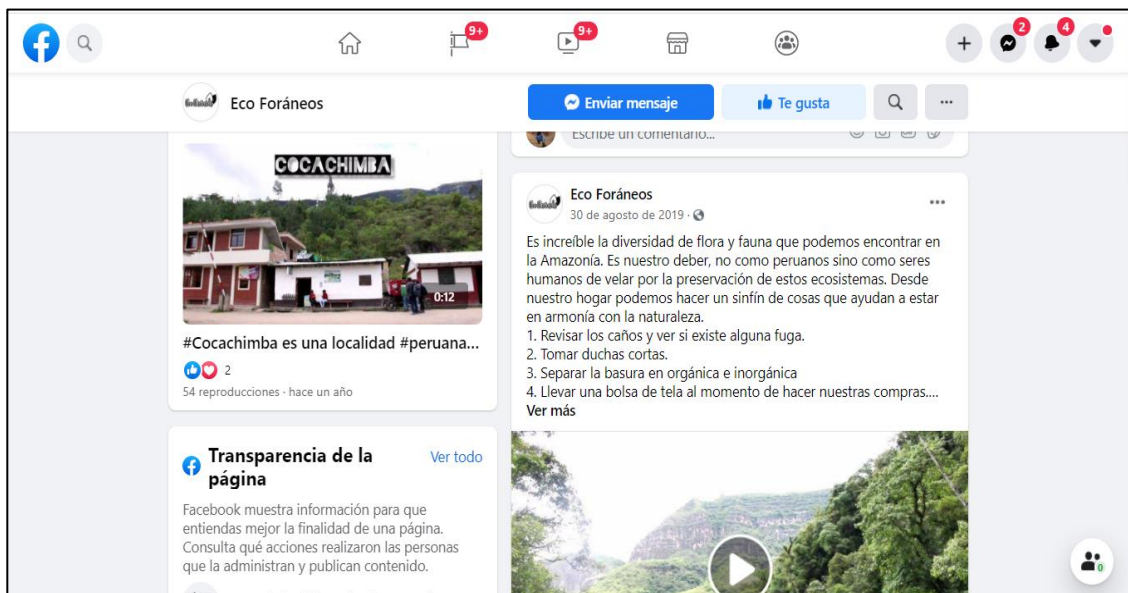 9+
9+
2
4
Eco Foráneos
Enviar mensaje
Te gusta
COCACHIMBA
0:12
#Cocachimba es una localidad #peruana...
2
54 reproducciones · hace un año
Transparencia de la
página
Ver todo
Facebook muestra información para que
entiendas mejor la finalidad de una página.
Consulta qué acciones realizaron las personas
que la administran y publican contenido.
Escribe un comentario...
Eco Foráneos
30 de agosto de 2019 ·
Es increíble la diversidad de flora y fauna que podemos encontrar en
la Amazonía. Es nuestro deber, no como peruanos sino como seres
humanos de velar por la preservación de estos ecosistemas. Desde
nuestro hogar podemos hacer un sinfín de cosas que ayudan a estar
en armonía con la naturaleza.
1. Revisar los caños y ver si existe alguna fuga.
2. Tomar duchas cortas.
3. Separar la basura en orgánica e inorgánica
4. Llevar una bolsa de tela al momento de hacer nuestras compras....
Ver más
0